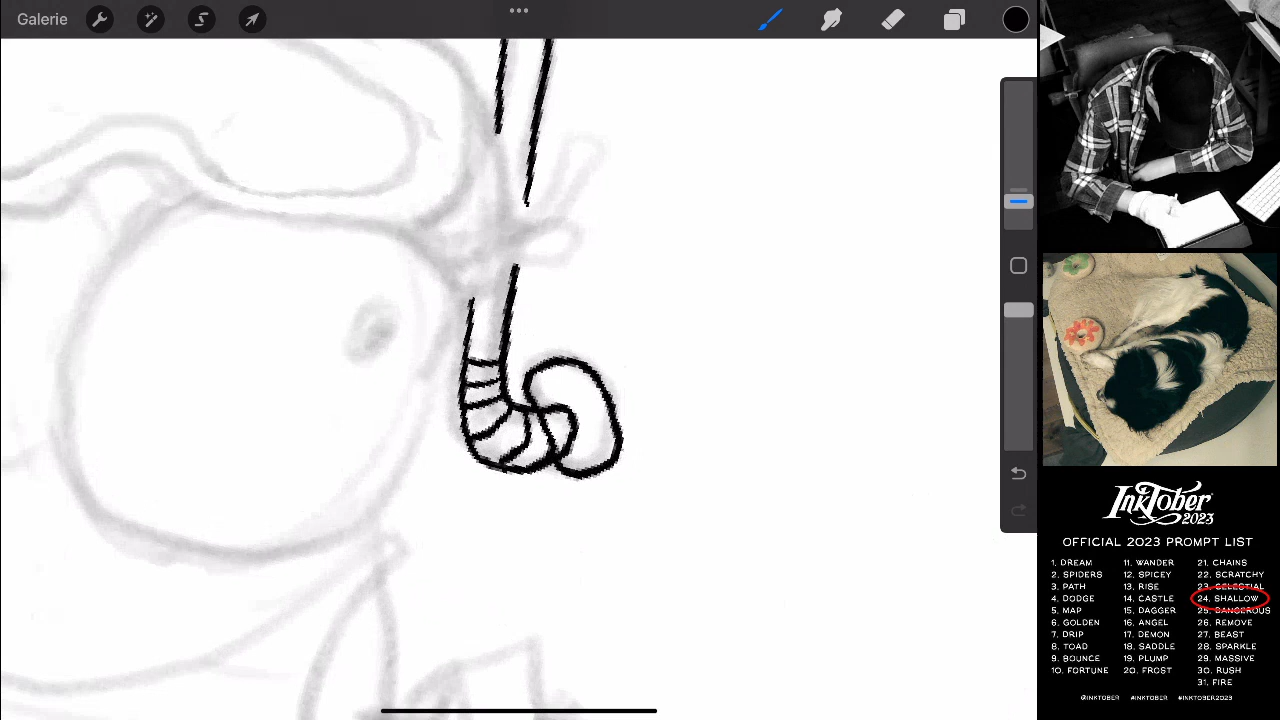 Galerie
INKTOBER
2023
OFFICIAL 2023 PROMPT LIST
1. DREAM
2. SPIDERS
3. PATH
4. DODGE
5. MAP
6. GOLDEN
7. DRIP
8. TOAD
9. BOUNCE
10. FORTUNE
11. WANDER
12. SPICEY
13. RISE
14. CASTLE
15. DAGGER
16. ANGEL
17. DEMON
18. SADDLE
19. PLUMP
20. FROST
21. CHAINS
22. SCRATCHY
23. CELESTIAL
24. SHALLOW
25. DANGEROUS
26. REMOVE
27. BEAST
28. SPARKLE
29. MASSIVE
30. RUSH
31. FIRE
@INKTOBER #INKTOBER #INKTOBER2023